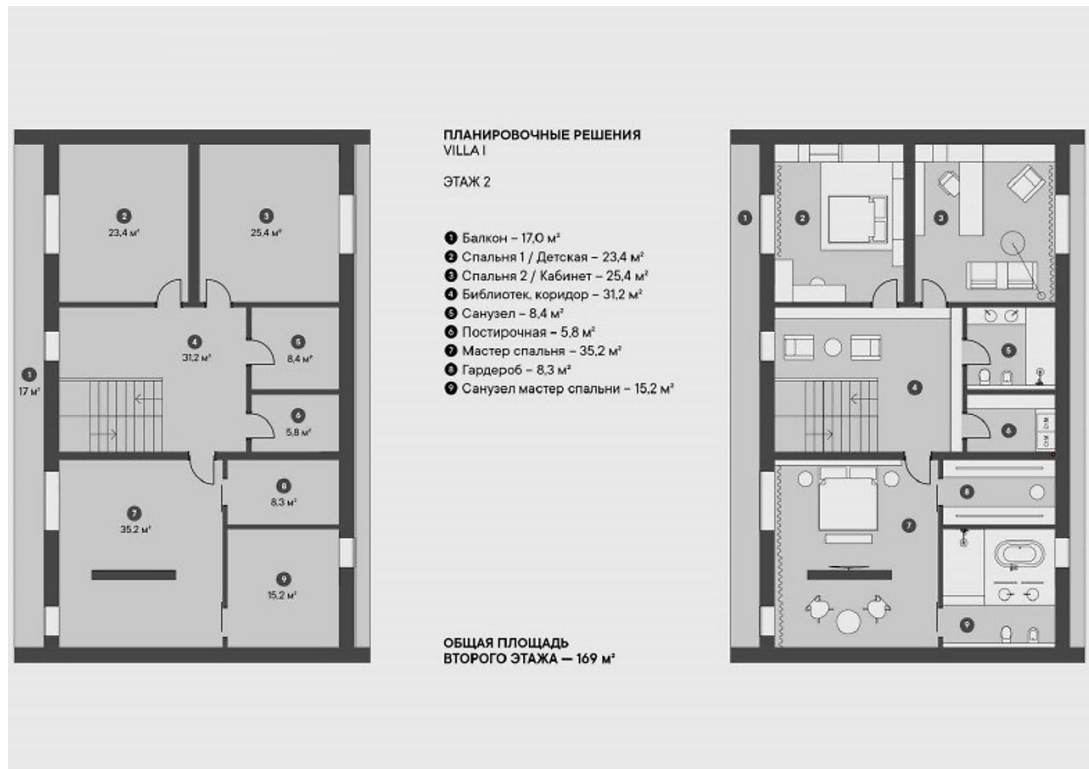 2
23,4 м²
3
25,4 м²
4
31,2 м²
5
8,4 м²
1
17 м²
6
5,8 м²
7
35,2 м²
8
8,3 м²
9
15,2 м²
ПЛАНИРОВОЧНЫЕ РЕШЕНИЯ
VILLA I
ЭТАЖ 2
1 Балкон – 17,0 м²
2 Спальня 1 / Детская – 23,4 м²
3 Спальня 2 / Кабинет – 25,4 м²
4 Библиотек. коридор – 31,2 м²
5 Санузел – 8,4 м²
6 Постирочная – 5,8 м²
7 Мастер спальня – 35,2 м²
8 Гардероб – 8,3 м²
9 Санузел мастер спальни – 15,2 м²
ОБЩАЯ ПЛОЩАДЬ
ВТОРОГО ЭТАЖА — 169 м²
1
2
3
4
5
6
7
8
9